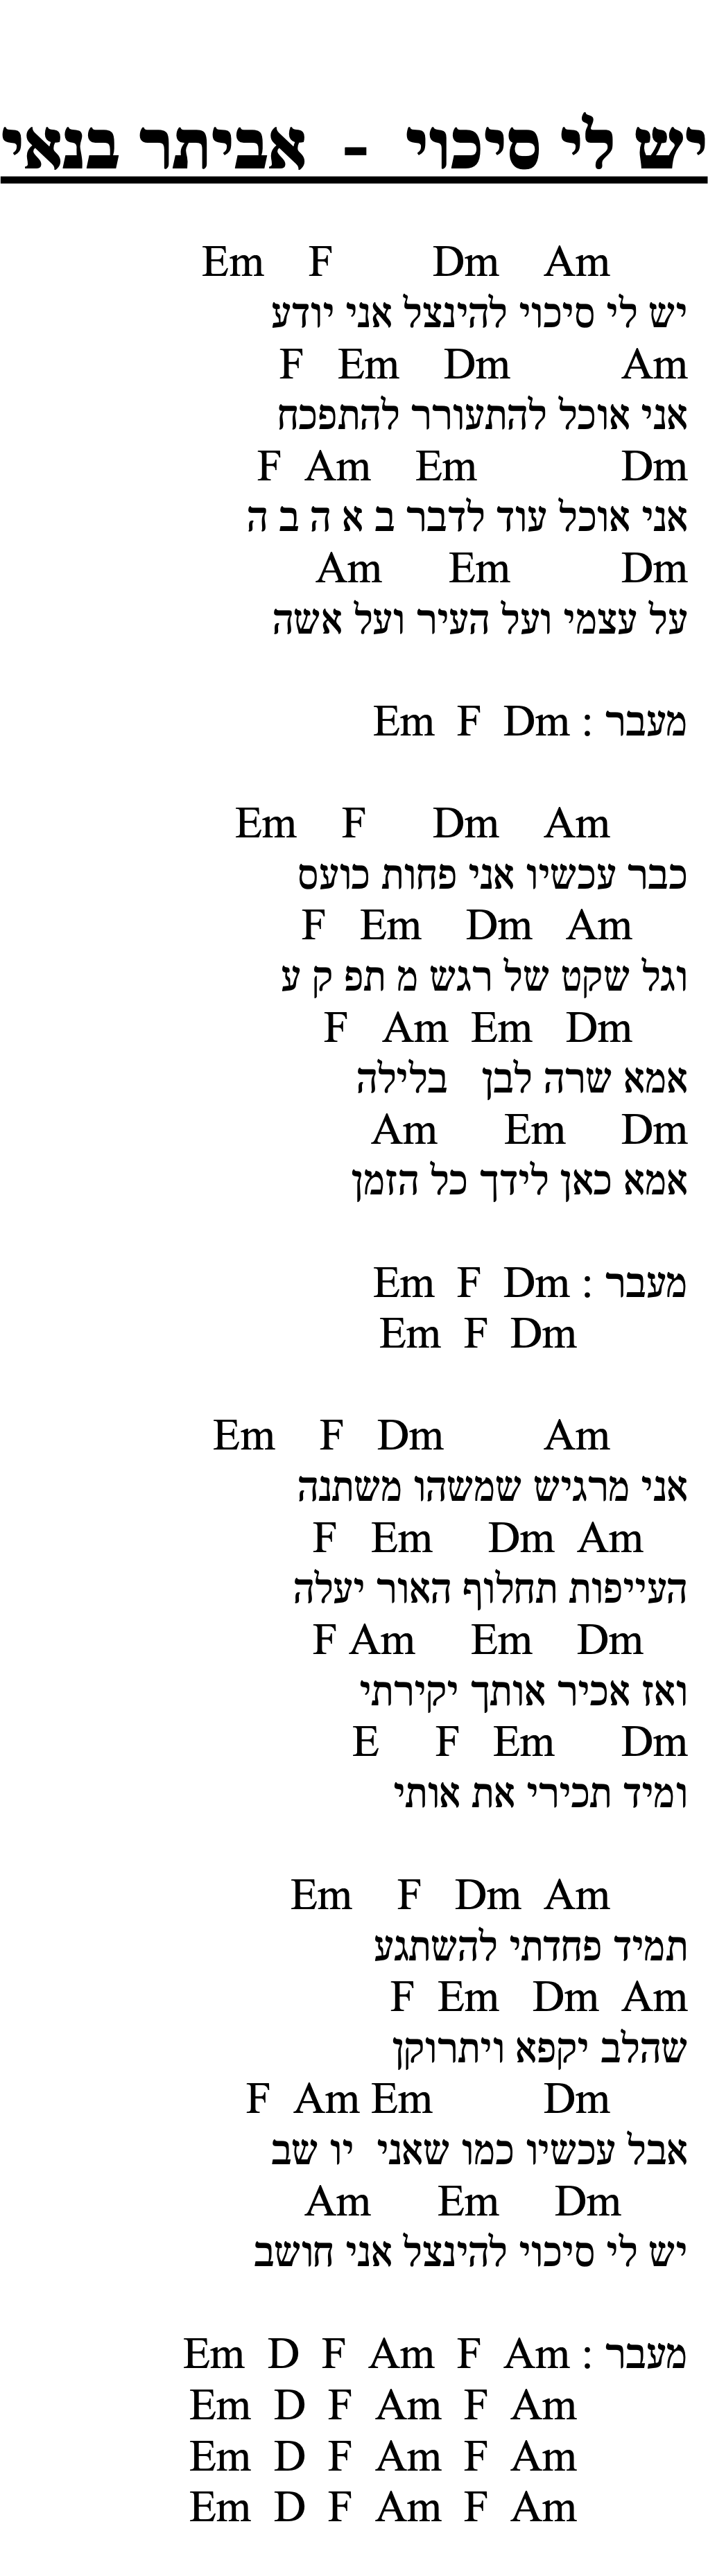 יש לי סיכוי - אביתר בנאי
Em F Dm Am
יש לי סיכוי להינצל אני יודע
F Em Dm Am
אני אוכל להתעורר להתפכח
F Am Em Dm
אני אוכל עוד לדבר ב א ה ב ה
Am Em Dm
על עצמי ועל העיר ועל אשה
מעבר : Em F Dm
Em F Dm Am
כבר עכשיו אני פחות כועס
F Em Dm Am
וגל שקט של רגש מ תפ ק ע
F Am Em Dm
אמא שרה לבן בלילה
Am Em Dm
אמא כאן לידך כל הזמן
מעבר : Em F Dm
Em F Dm
Em F Dm Am
אני מרגיש שמשהו משתנה
F Em Dm Am
העייפות תחלוף האור יעלה
F Am Em Dm
ואז אכיר אותך יקירתי
E F Em Dm
ומיד תכירי את אותי
Em F Dm Am
תמיד פחדתי להשתגע
F Em Dm Am
שהלב יקפא ויתרוקן
F Am Em Dm
אבל עכשיו כמו שאני יו שב
Am Em Dm
יש לי סיכוי להינצל אני חושב
מעבר : Em D F Am F Am
Em D F Am F Am
Em D F Am F Am
Em D F Am F Am